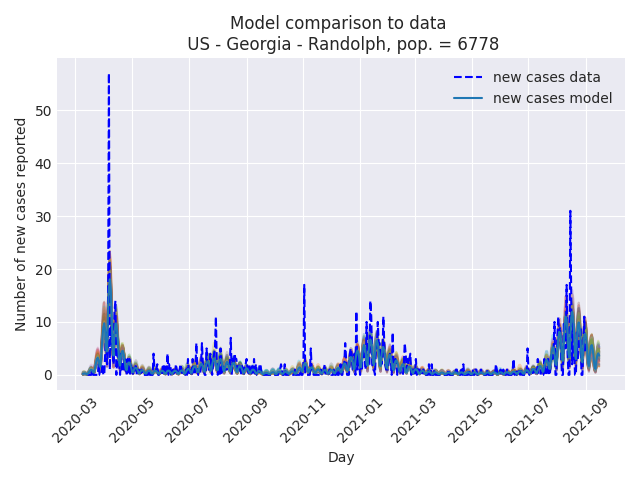 Model comparison to data
US - Georgia - Randolph, pop. = 6778
new cases data
new cases model
Number of new cases reported
50
40
30
20
10
0
2020-03
2020-05
2020-07
2020-09
2020-11
2021-01
2021-03
2021-05
2021-07
2021-09
Day